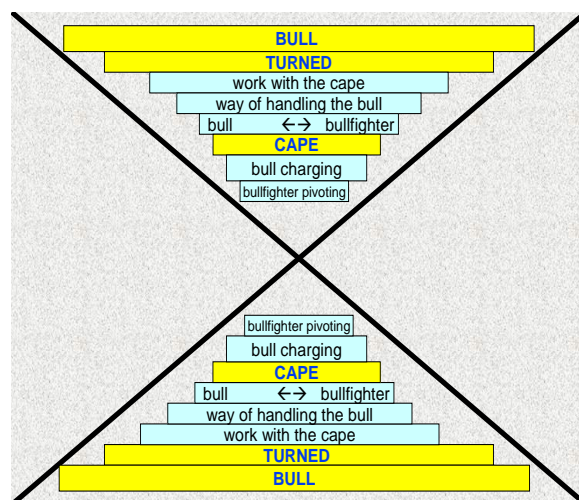 BULL
TURNED
work with the cape
way of handling the bull
bull ←→ bullfighter
CAPE
bull charging
bullfighter pivoting
bullfighter pivoting
bull charging
CAPE
bull ←→ bullfighter
way of handling the bull
work with the cape
TURNED
BULL